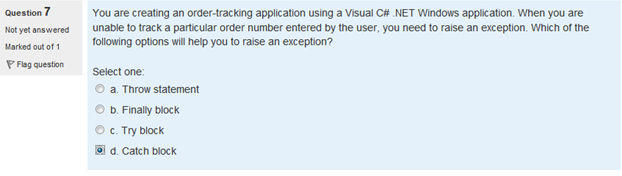 Question 7
Not yet answered
Marked out of 1
Flag question
You are creating an order-tracking application using a Visual C# .NET Windows application. When you are
unable to track a particular order number entered by the user, you need to raise an exception. Which of the
following options will help you to raise an exception?
Select one:
a. Throw statement
b. Finally block
c. Try block
d. Catch block